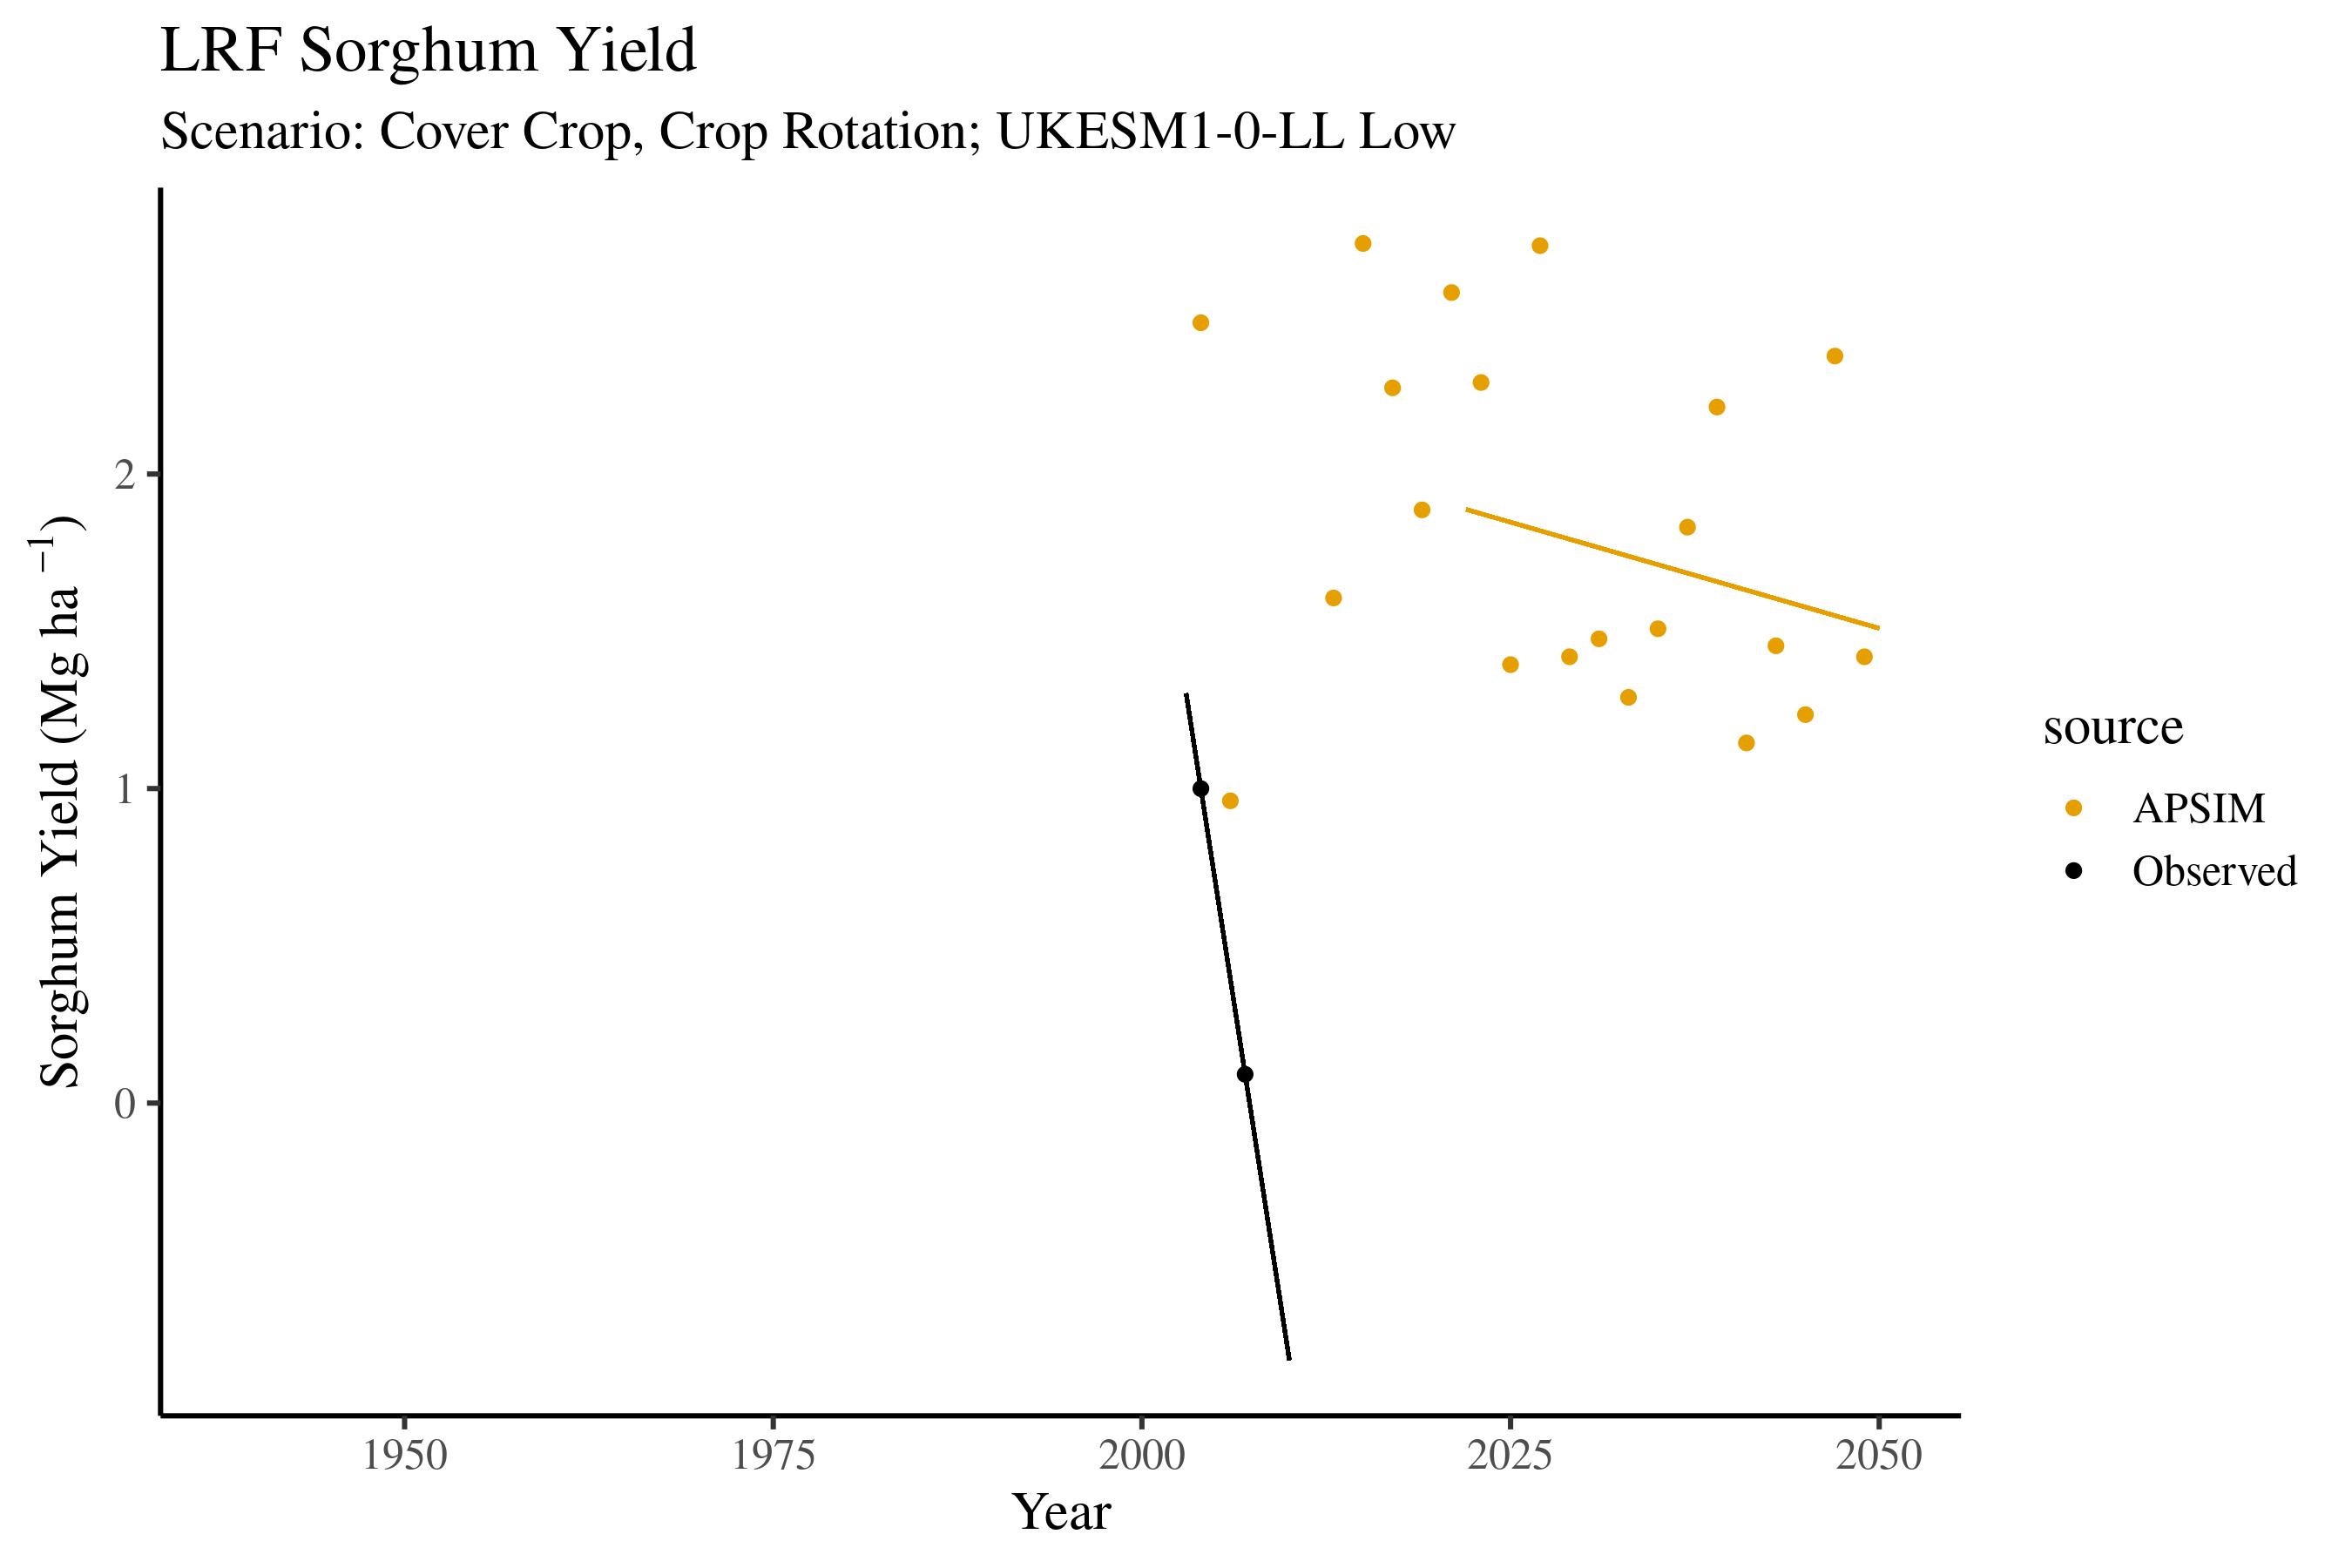 LRF Sorghum Yield
Scenario: Cover Crop, Crop Rotation; UKESM1-0-LL Low
Sorghum Yield (Mg ha −1)
2
1
0
1950 1975 2000 2025 2050
Year
source
APSIM
Observed